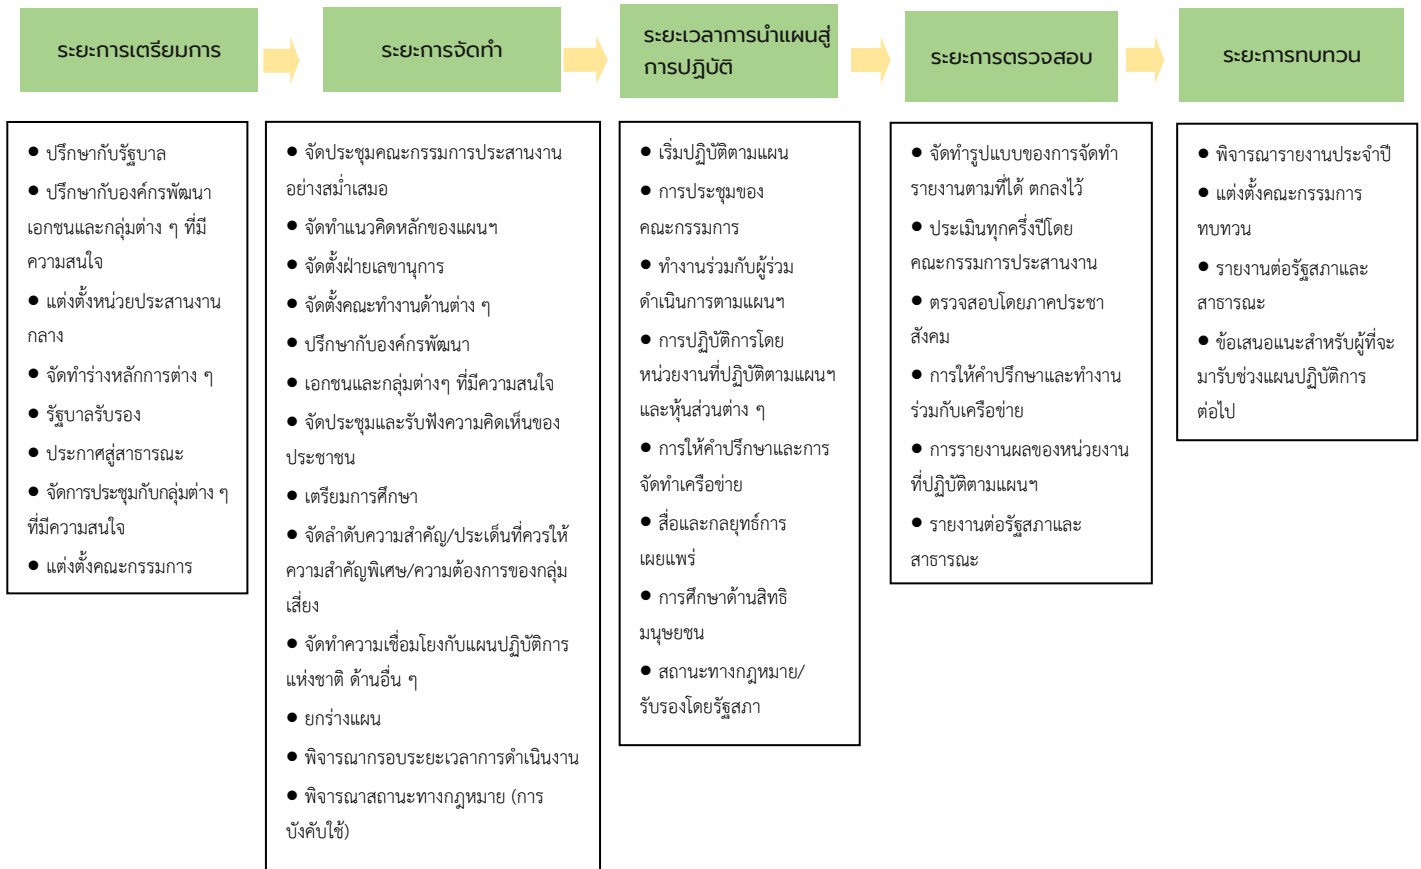 ระยะการเตรียมการ
ระยะการจัดทำ
ระยะเวลาการนำแผนสู่
การปฏิบัติ
ระยะการตรวจสอบ
ระยะการทบทวน
● ปรึกษากับรัฐบาล
● ปรึกษากับองค์กรพัฒนา
เอกชนและกลุ่มต่าง ๆ ที่มี
ความสนใจ
● แต่งตั้งหน่วยประสานงาน
กลาง
● จัดทำร่างหลักการต่าง ๆ
● รัฐบาลรับรอง
● ประกาศสู่สาธารณะ
● จัดการประชุมกับกลุ่มต่าง ๆ
ที่มีความสนใจ
● แต่งตั้งคณะกรรมการ
● จัดประชุมคณะกรรมการประสานงาน
อย่างสม่ำเสมอ
● จัดทำแนวคิดหลักของแผนฯ
● จัดตั้งฝ่ายเลขานุการ
● จัดตั้งคณะทำงานด้านต่าง ๆ
● ปรึกษากับองค์กรพัฒนา
● เอกชนและกลุ่มต่างๆ ที่มีความสนใจ
● จัดประชุมและรับฟังความคิดเห็นของ
ประชาชน
● เตรียมการศึกษา
● จัดลำดับความสำคัญ/ประเด็นที่ควรให้
ความสำคัญพิเศษ/ความต้องการของกลุ่ม
เสี่ยง
● จัดทำความเชื่อมโยงกับแผนปฏิบัติการ
แห่งชาติ ด้านอื่น ๆ
● ยกร่างแผน
● พิจารณากรอบระยะเวลาการดำเนินงาน
● พิจารณาสถานะทางกฎหมาย (การ
บังคับใช้)
● เริ่มปฏิบัติตามแผน
● การประชุมของ
คณะกรรมการ
● ทำงานร่วมกับผู้ร่วม
ดำเนินการตามแผนฯ
● การปฏิบัติการโดย
หน่วยงานที่ปฏิบัติตามแผนฯ
และหุ้นส่วนต่าง ๆ
● การให้คำปรึกษาและการ
จัดทำเครือข่าย
● สื่อและกลยุทธ์การ
เผยแพร่
● การศึกษาด้านสิทธิ
มนุษยชน
● สถานะทางกฎหมาย/
รับรองโดยรัฐสภา
● จัดทำรูปแบบของการจัดทำ
รายงานตามที่ได้ ตกลงไว้
● ประเมินทุกครึ่งปีโดย
คณะกรรมการประสานงาน
● ตรวจสอบโดยภาคประชา
สังคม
● การให้คำปรึกษาและทำงาน
ร่วมกับเครือข่าย
● การรายงานผลของหน่วยงาน
ที่ปฏิบัติตามแผนฯ
● รายงานต่อรัฐสภาและ
สาธารณะ
● พิจารณารายงานประจำปี
● แต่งตั้งคณะกรรมการ
ทบทวน
● รายงานต่อรัฐสภาและ
สาธารณะ
● ข้อเสนอแนะสำหรับผู้ที่จะ
มารับช่วงแผนปฏิบัติการ
ต่อไป